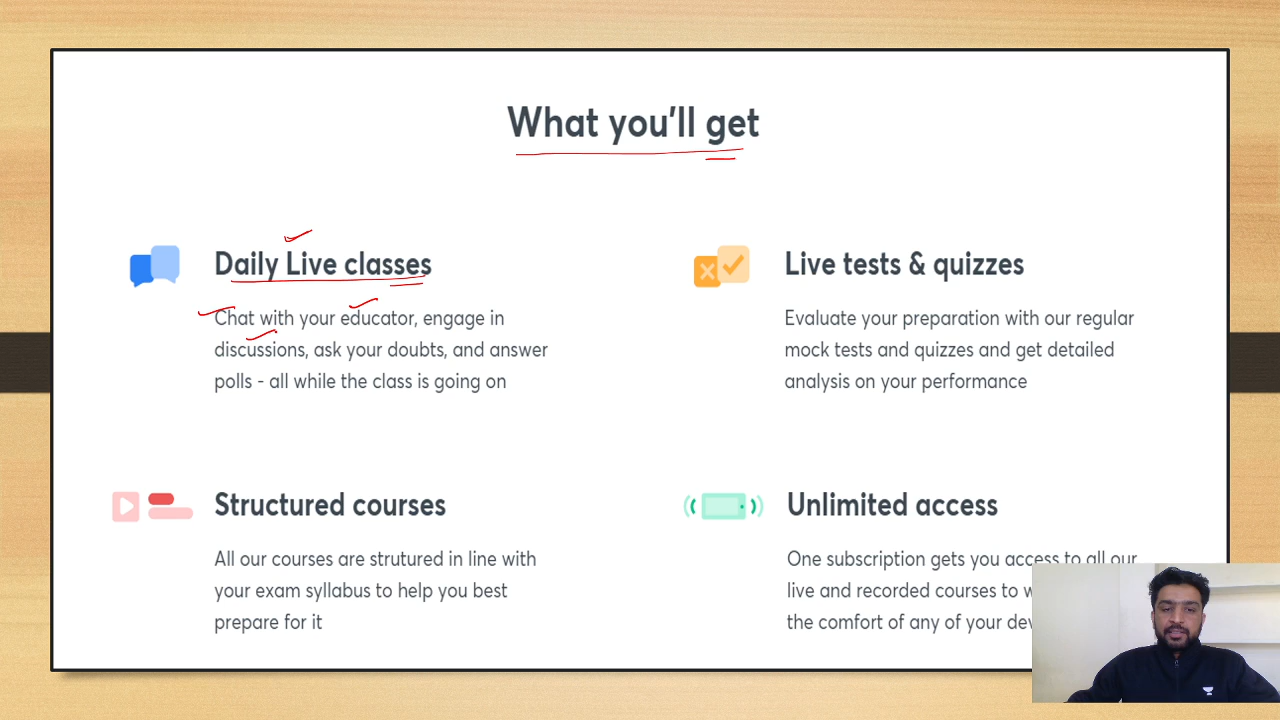 What you'll get
Daily Live classes
Chat with your educator, engage in
discussions, ask your doubts, and answer
polls - all while the class is going on
Live tests & quizzes
Evaluate your preparation with our regular
mock tests and quizzes and get detailed
analysis on your performance
Structured courses
All our courses are strutured in line with
your exam syllabus to help you best
prepare for it
Unlimited access
One subscription gets you access to all our
live and recorded courses to
the comfort of any of your